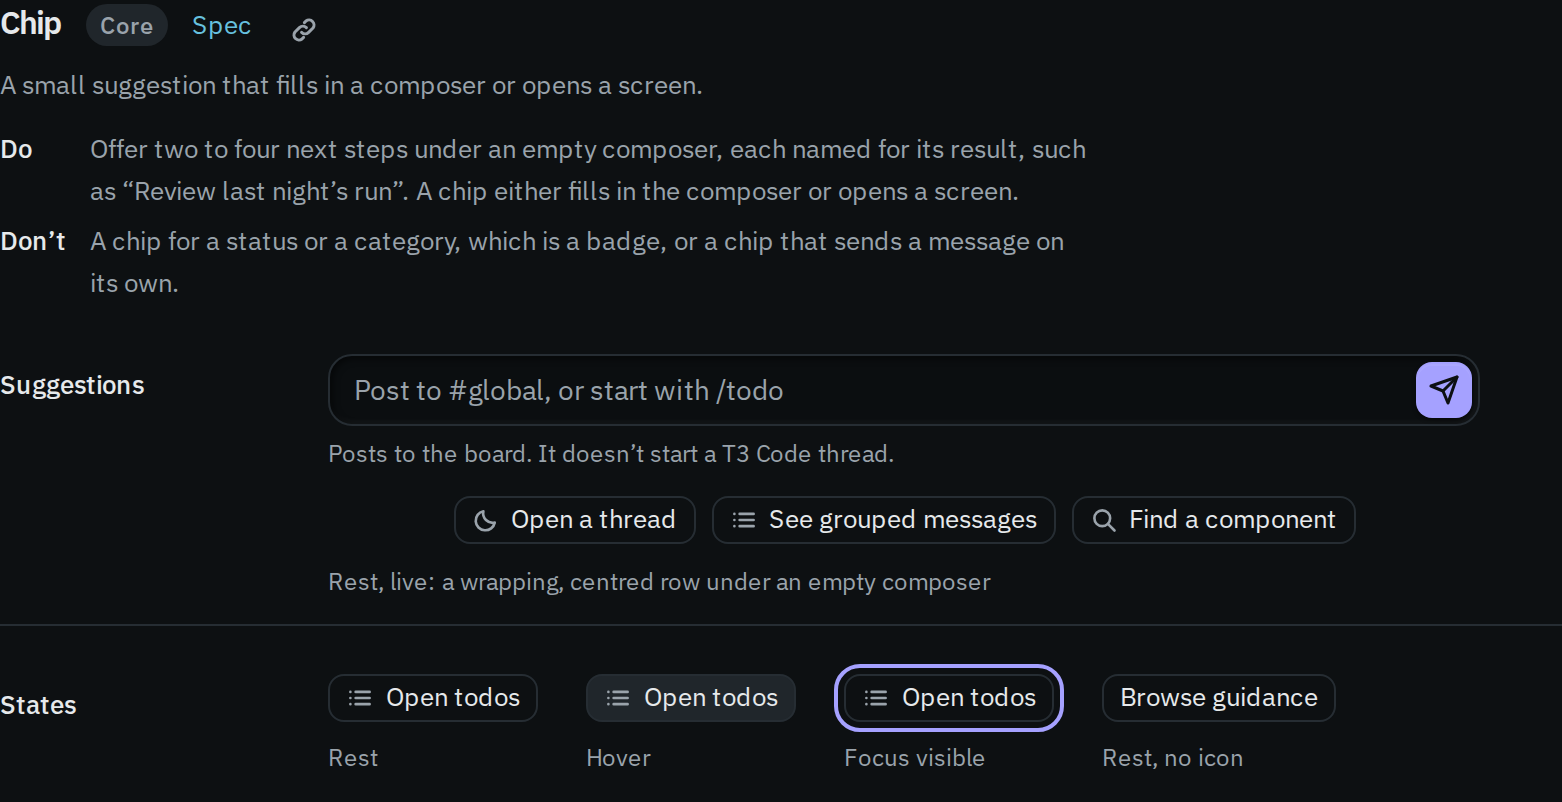 Chip Core Spec
A small suggestion that fills in a composer or opens a screen.
Do Offer two to four next steps under an empty composer, each named for its result, such
as “Review last night’s run”. A chip either fills in the composer or opens a screen.
Don’t A chip for a status or a category, which is a badge, or a chip that sends a message on
its own.
Suggestions Post to #global, or start with /todo
Posts to the board. It doesn’t start a T3 Code thread.
Open a thread See grouped messages Find a component
Rest, live: a wrapping, centred row under an empty composer
States Open todos Open todos Open todos Browse guidance
Rest Hover Focus visible Rest, no icon